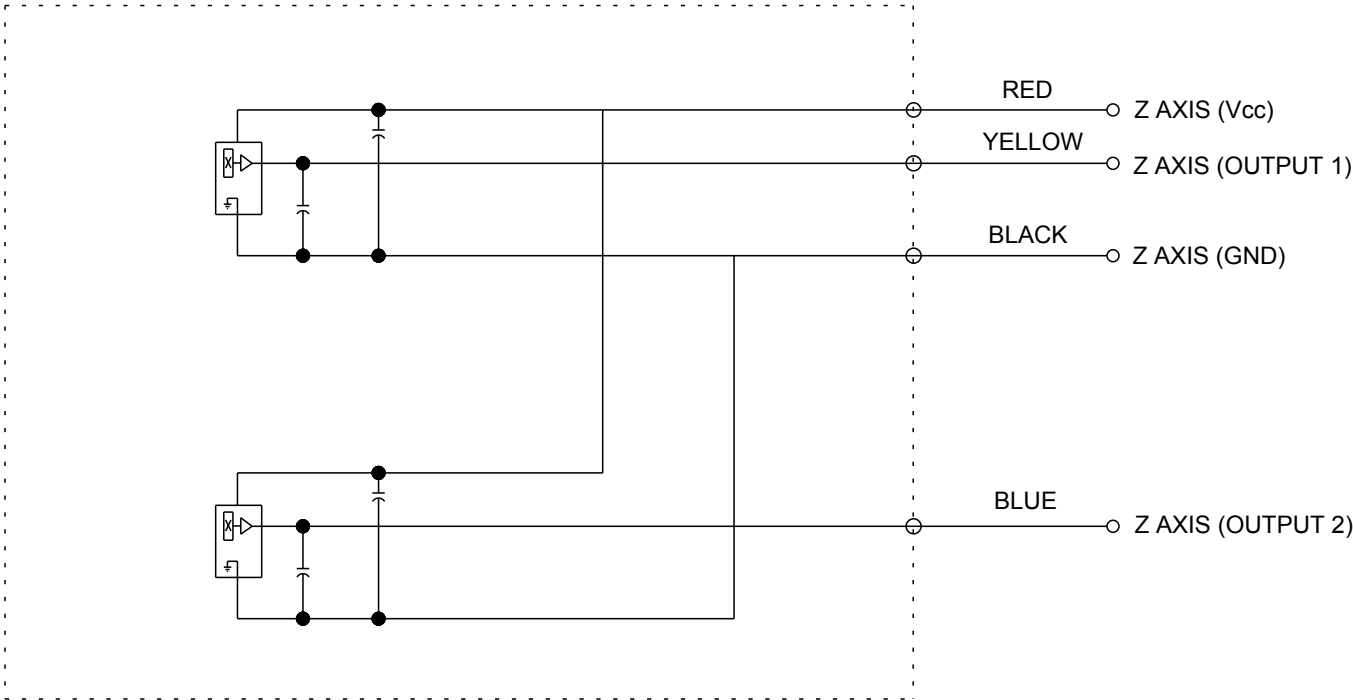 RED
Z AXIS (Vcc)
YELLOW
Z AXIS (OUTPUT 1)
BLACK
Z AXIS (GND)
BLUE
Z AXIS (OUTPUT 2)